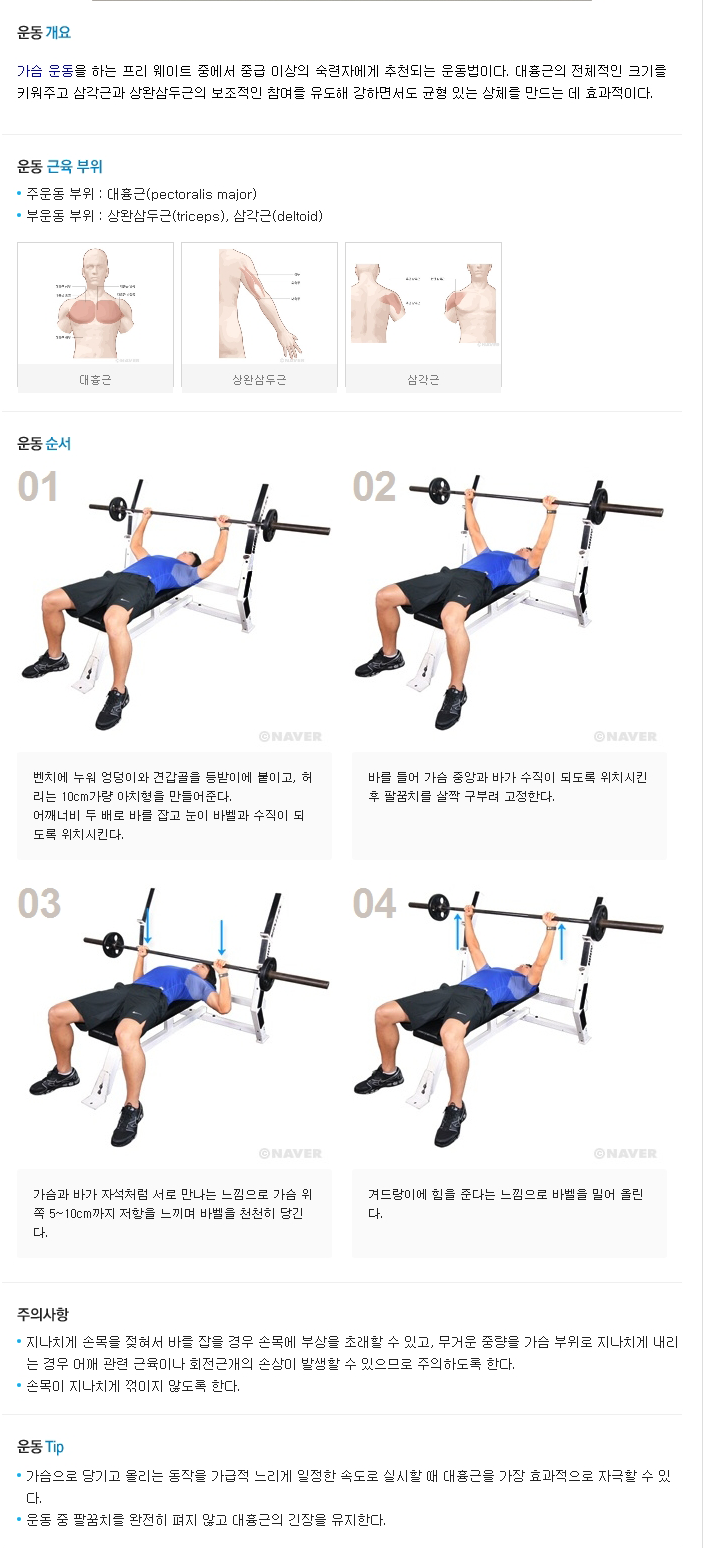 운동 개요
가슴 운동을 하는 프리 웨이트 중에서 중급 이상의 숙련자에게 추천되는 운동법이다. 대흉근의 전체적인 크기를
키워주고 삼각근과 상완삼두근의 보조적인 참여를 유도해 강하면서도 균형 있는 상체를 만드는 데 효과적이다.
운동 근육 부위
주운동 부위 : 대흉근(pectoralis major)
부운동 부위 : 상완삼두근(triceps), 삼각근(deltoid)
대흉근
상완삼두근
삼각근
운동 순서
01
02
©NAVER
©NAVER
벤치에 누워 엉덩이와 견갑골을 등받이에 붙이고, 허
리는 10cm가량 아치형을 만들어준다.
어깨너비 두 배로 바를 잡고 눈이 바벨과 수직이 되
도록 위치시킨다.
바를 들어 가슴 중앙과 바가 수직이 되도록 위치시킨
후 팔꿈치를 살짝 구부려 고정한다.
03
04
©NAVER
©NAVER
가슴과 바가 자석처럼 서로 만나는 느낌으로 가슴 위
쪽 5~10cm까지 저항을 느끼며 바벨을 천천히 당긴
다.
겨드랑이에 힘을 준다는 느낌으로 바벨을 밀어 올린
다.
주의사항
지나치게 손목을 젖혀서 바를 잡을 경우 손목에 부상을 초래할 수 있고, 무거운 중량을 가슴 부위로 지나치게 내리
는 경우 어깨 관련 근육이나 회전근개의 손상이 발생할 수 있으므로 주의하도록 한다.
손목이 지나치게 꺾이지 않도록 한다.
운동 Tip
가슴으로 당기고 올리는 동작을 가급적 느리게 일정한 속도로 실시할 때 대흉근을 가장 효과적으로 자극할 수 있
다.
운동 중 팔꿈치를 완전히 펴지 않고 대흉근의 긴장을 유지한다.